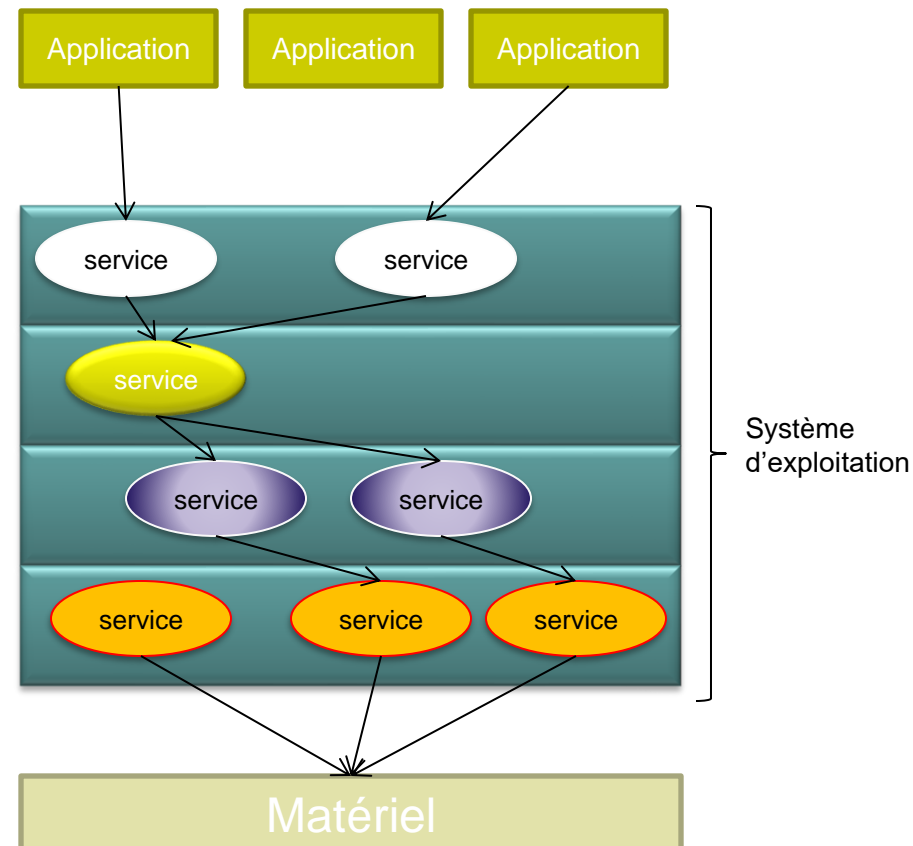 Application
Application
Application
service
service
service
service
service
service
service
service
Système
d’exploitation
Matériel